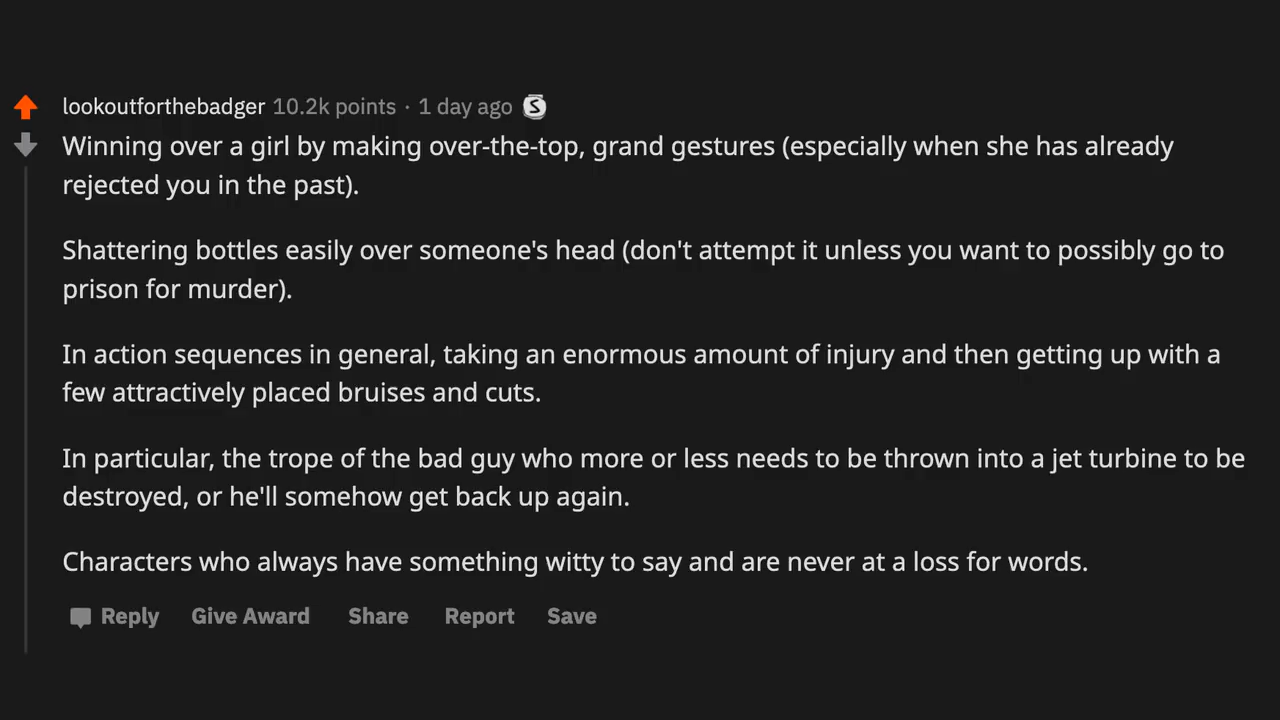 lookoutforthebadger 10.2k points · 1 day ago S
Winning over a girl by making over-the-top, grand gestures (especially when she has already
rejected you in the past).
Shattering bottles easily over someone's head (don't attempt it unless you want to possibly go to
prison for murder).
In action sequences in general, taking an enormous amount of injury and then getting up with a
few attractively placed bruises and cuts.
In particular, the trope of the bad guy who more or less needs to be thrown into a jet turbine to be
destroyed, or he'll somehow get back up again.
Characters who always have something witty to say and are never at a loss for words.
Reply Give Award Share Report Save